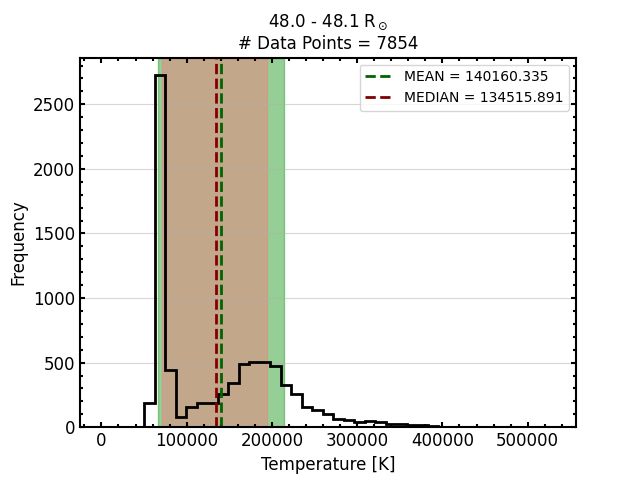 48.0 - 48.1 R⊙
# Data Points = 7854
MEAN = 140160.335
MEDIAN = 134515.891
2500
2000
1500
1000
500
0
Frequency
0 100000 200000 300000 400000 500000
Temperature [K]